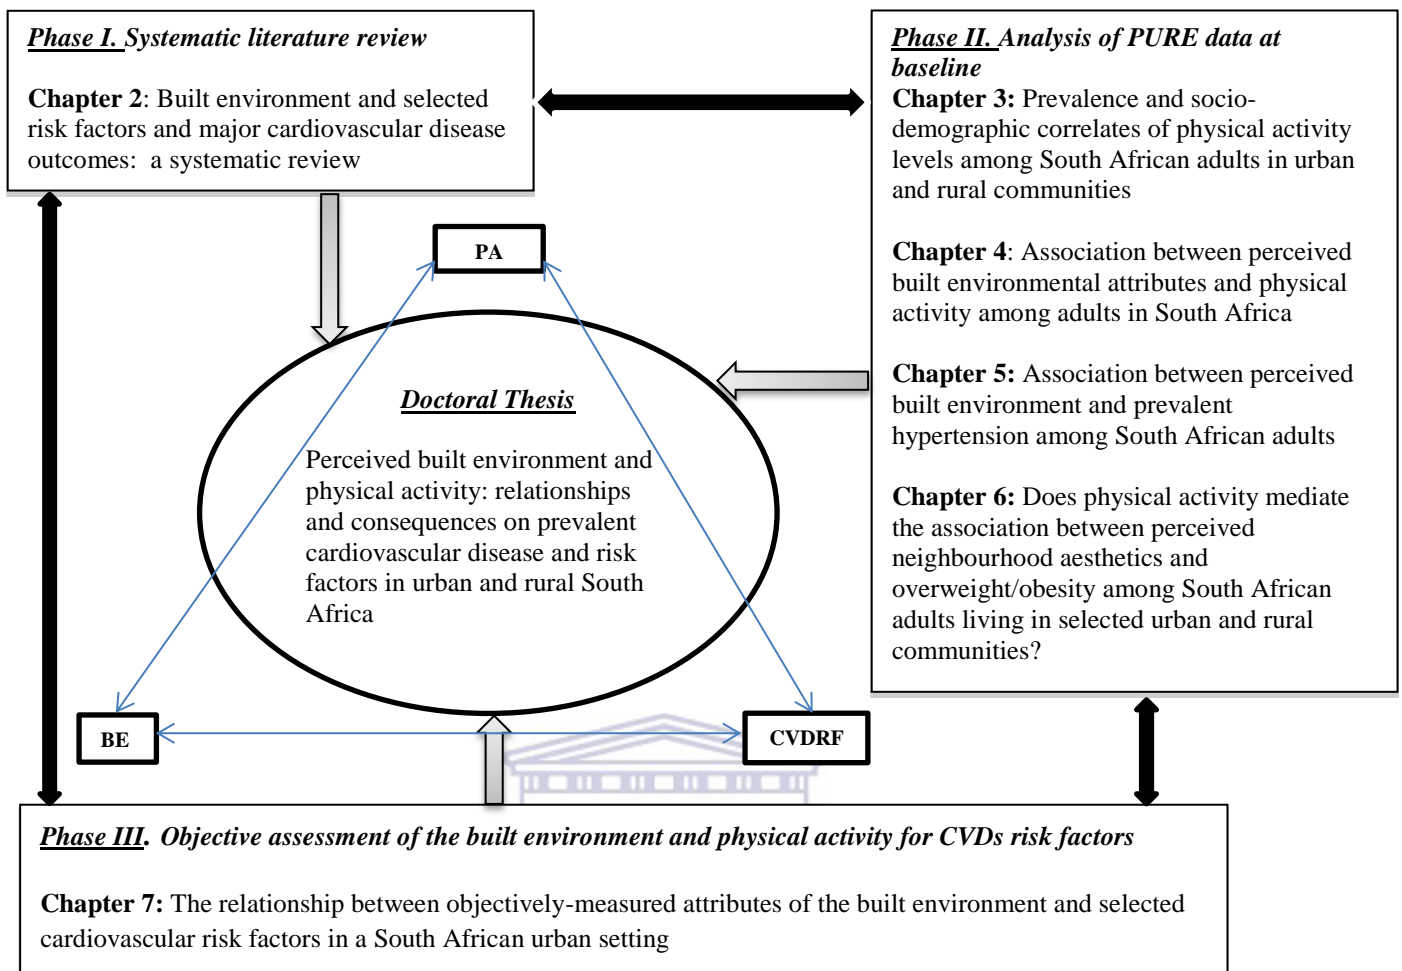 Phase I. Systematic literature review
Chapter 2: Built environment and selected
risk factors and major cardiovascular disease
outcomes: a systematic review
Phase II. Analysis of PURE data at
baseline
Chapter 3: Prevalence and socio-
demographic correlates of physical activity
levels among South African adults in urban
and rural communities
Chapter 4: Association between perceived
built environmental attributes and physical
activity among adults in South Africa
Chapter 5: Association between perceived
built environment and prevalent
hypertension among South African adults
Chapter 6: Does physical activity mediate
the association between perceived
neighbourhood aesthetics and
overweight/obesity among South African
adults living in selected urban and rural
communities?
PA
Doctoral Thesis
Perceived built environment and
physical activity: relationships
and consequences on prevalent
cardiovascular disease and risk
factors in urban and rural South
Africa
BE
CVDRF
Phase III. Objective assessment of the built environment and physical activity for CVDs risk factors
Chapter 7: The relationship between objectively-measured attributes of the built environment and selected
cardiovascular risk factors in a South African urban setting